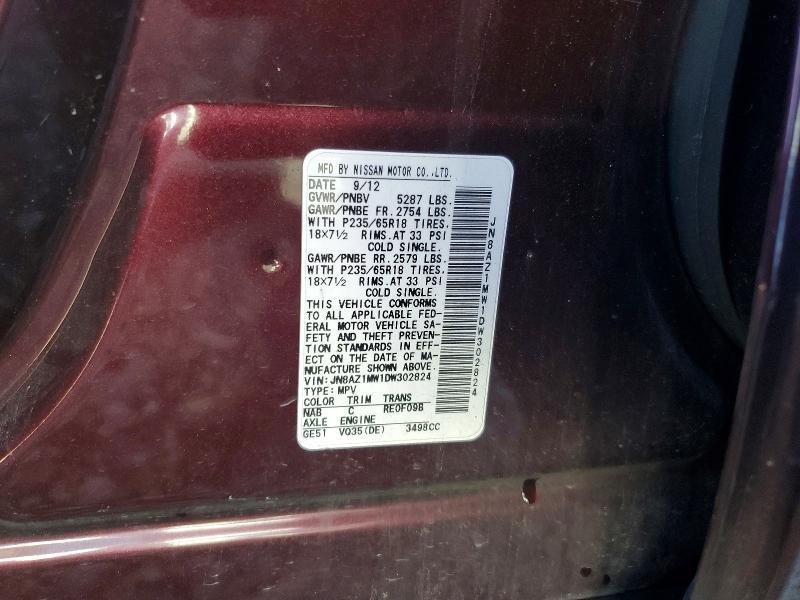 MFD BY NISSAN MOTOR CO.,LTD.
DATE 9/12
GVWR/PNBV 5287 LBS.
GAWR/PNBE FR. 2754 LBS.
WITH P235/65R18 TIRES,
18X7½ RIMS.AT 33 PSI
COLD SINGLE.
GAWR/PNBE RR. 2579 LBS.
WITH P235/65R18 TIRES,
18X7½ RIMS.AT 33 PSI
COLD SINGLE.
THIS VEHICLE CONFORMS
TO ALL APPLICABLE FED-
ERAL MOTOR VEHICLE SA-
FETY AND THEFT PREVEN-
TION STANDARDS IN EFF-
ECT ON THE DATE OF MA-
NUFACTURE SHOWN ABOVE.
VIN: JN8AZ1MW1DW302824
TYPE: MPV
COLOR TRIM TRANS
NAB C RE0F09B
AXLE ENGINE
GE51 VQ35(DE) 3498CC
JN8AZ1MW1DW302824